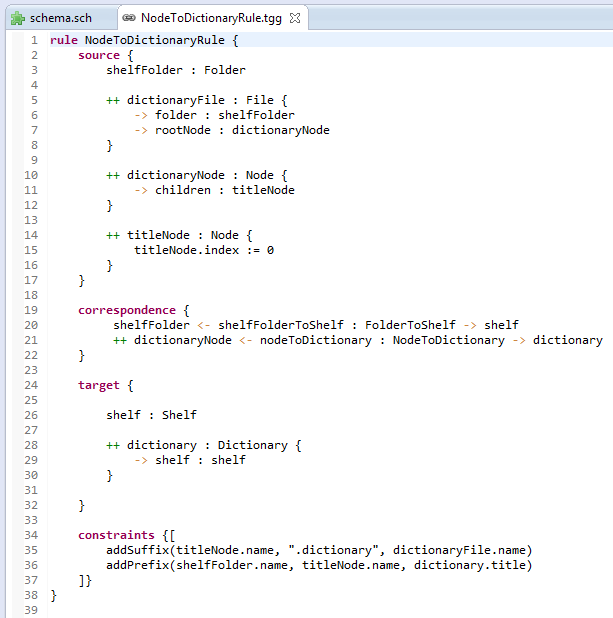 schema.sch NodeToDictionaryRule.tgg
1 rule NodeToDictionaryRule {
2 source {
3 shelfFolder : Folder
4
5 ++ dictionaryFile : File {
6 -> folder : shelfFolder
7 -> rootNode : dictionaryNode
8 }
9
10 ++ dictionaryNode : Node {
11 -> children : titleNode
12 }
13
14 ++ titleNode : Node {
15 titleNode.index := 0
16 }
17 }
18
19 correspondence {
20 shelfFolder <- shelfFolderToShelf : FolderToShelf -> shelf
21 ++ dictionaryNode <- nodeToDictionary : NodeToDictionary -> dictionary
22 }
23
24 target {
25
26 shelf : Shelf
27
28 ++ dictionary : Dictionary {
29 -> shelf : shelf
30 }
31
32 }
33
34 constraints {[
35 addSuffix(titleNode.name, ".dictionary", dictionaryFile.name)
36 addPrefix(shelfFolder.name, titleNode.name, dictionary.title)
37 ]}
38 }
39